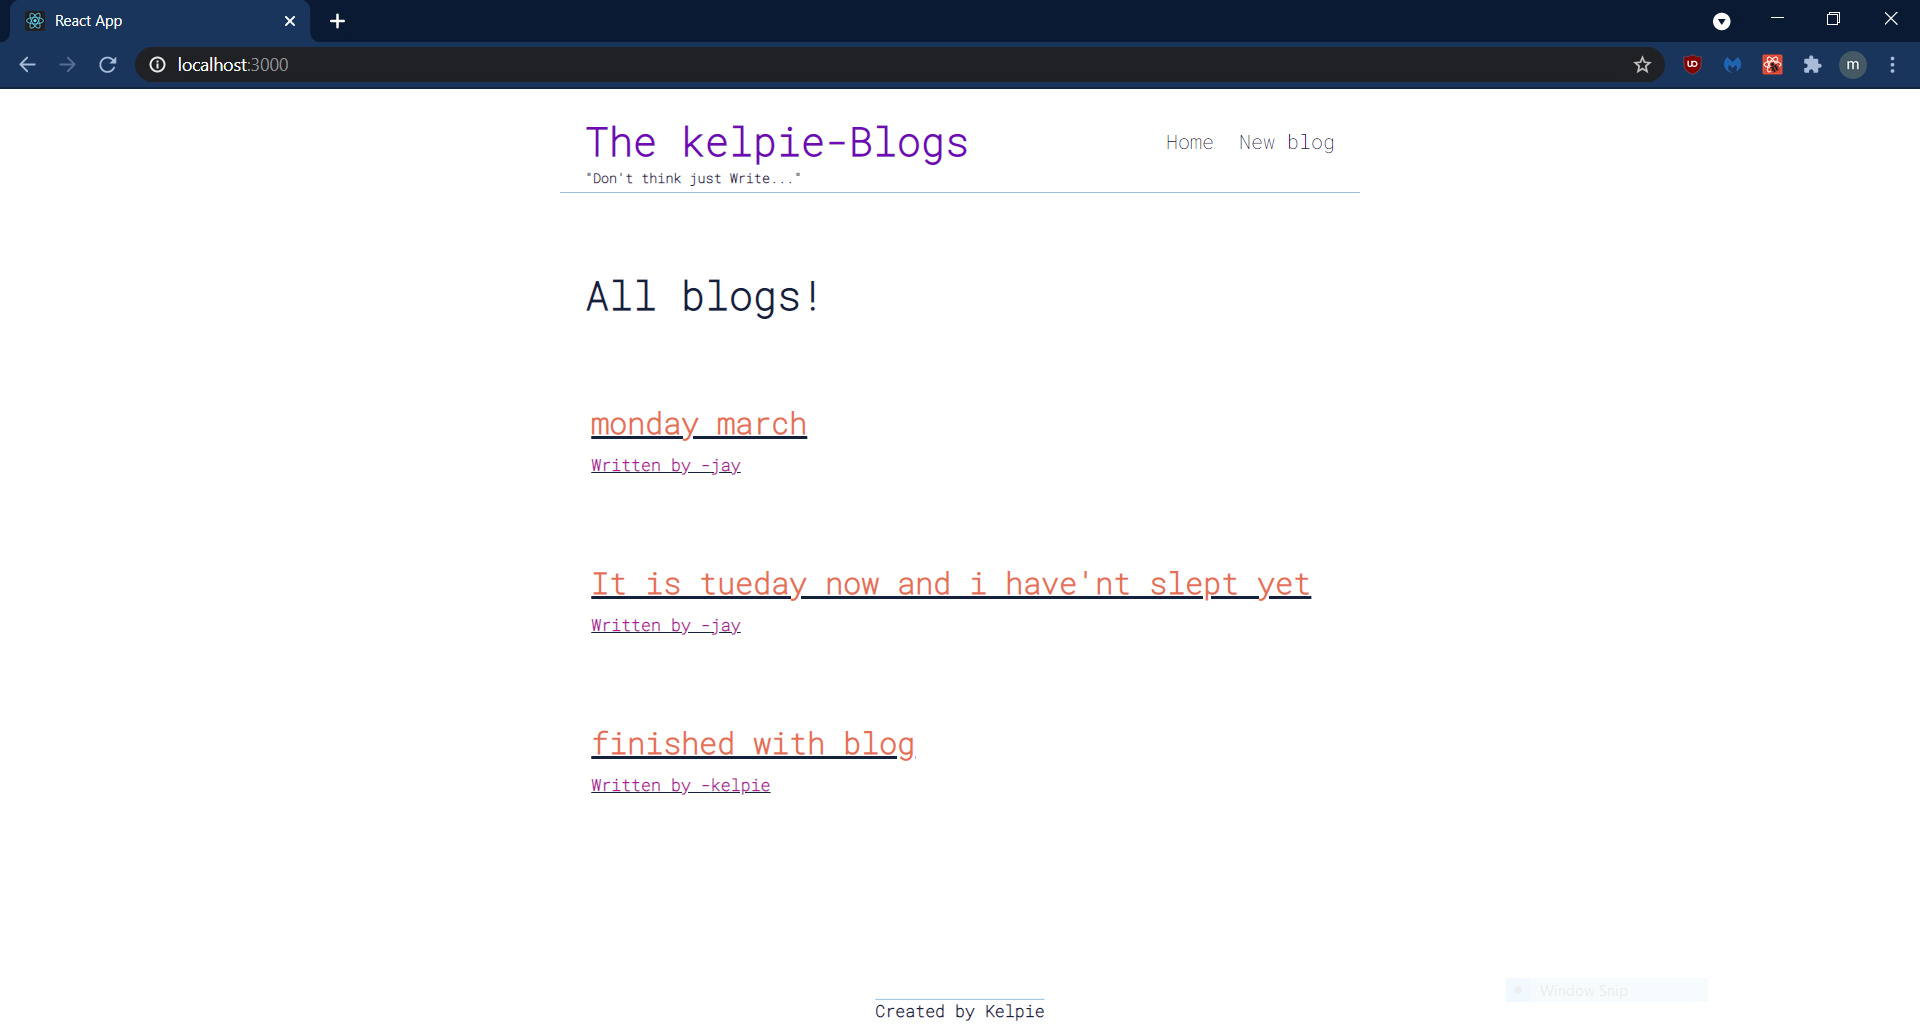 React App
localhost:3000
m
The kelpie-Blogs
Home New blog
"Don't think just Write..."
All blogs!
monday march
Written by -jay
It is tueday now and i have'nt slept yet
Written by -jay
finished with blog
Written by -kelpie
Window Snip
Created by Kelpie